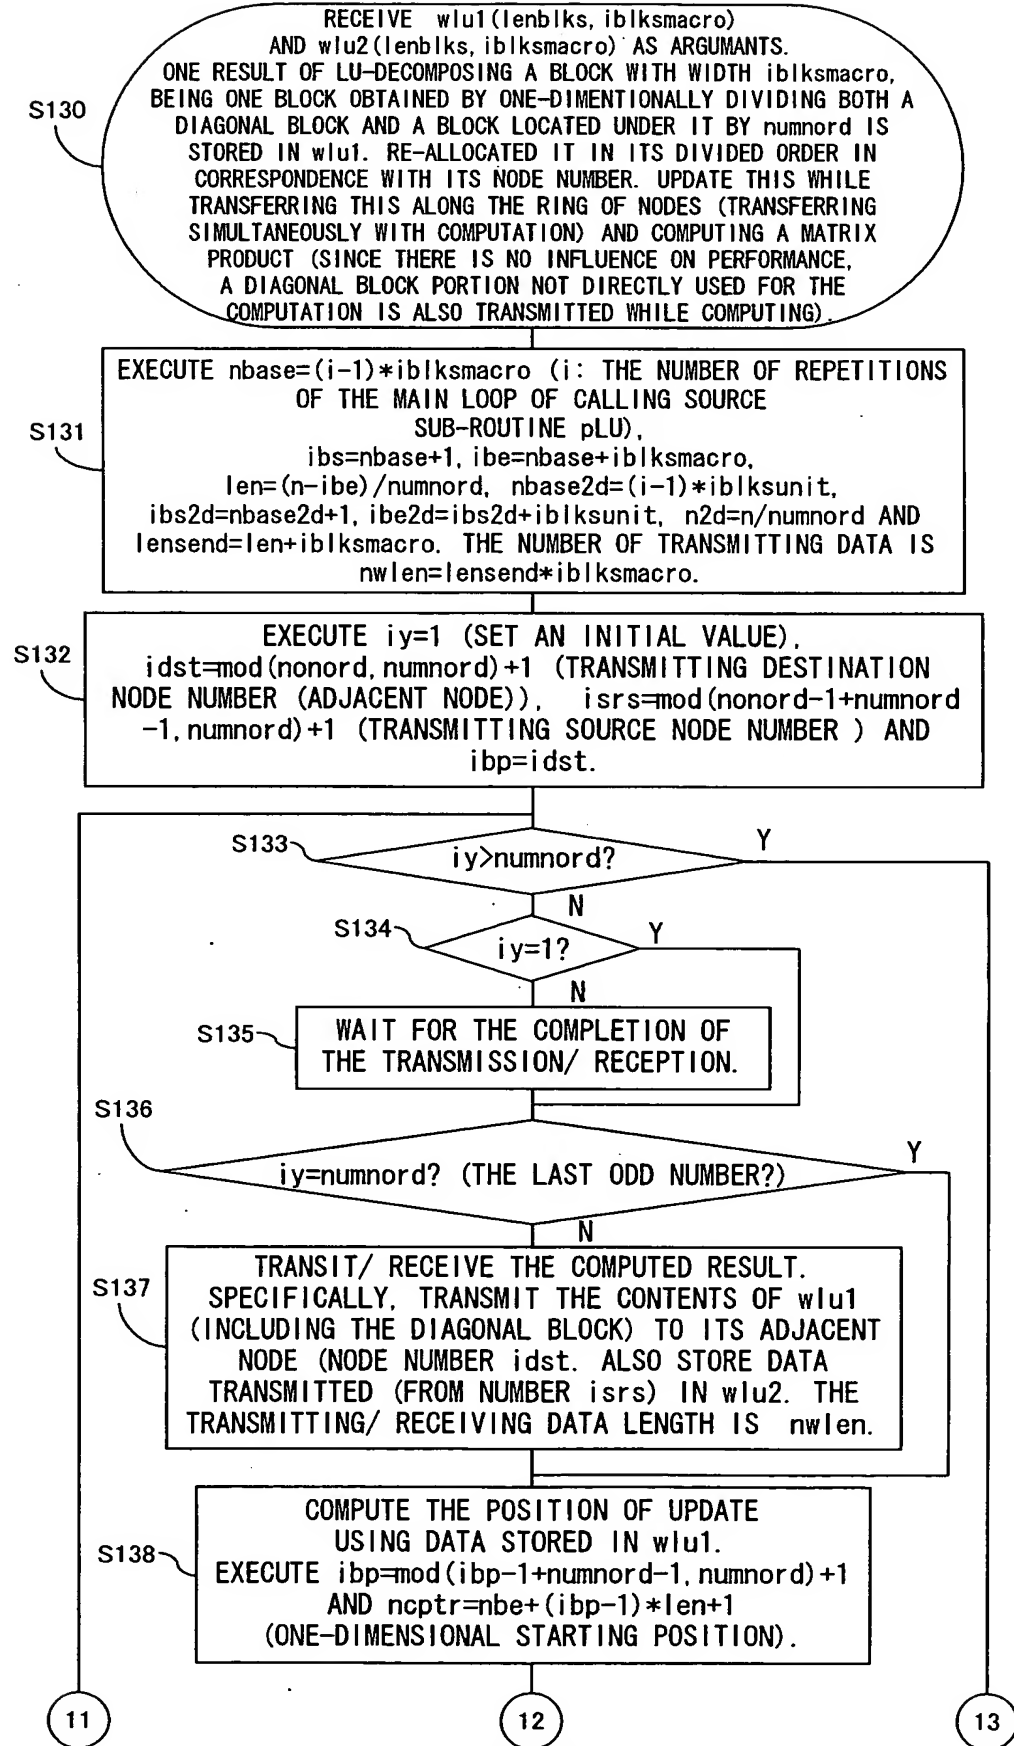 RECEIVE wlu1(lenblks, iblksmacro)
AND wlu2(lenblks, iblksmacro) AS ARGUMANTS.
ONE RESULT OF LU-DECOMPOSING A BLOCK WITH WIDTH iblksmacro,
BEING ONE BLOCK OBTAINED BY ONE-DIMENTIONALLY DIVIDING BOTH A
DIAGONAL BLOCK AND A BLOCK LOCATED UNDER IT BY numnord IS
STORED IN wlu1. RE-ALLOCATED IT IN ITS DIVIDED ORDER IN
CORRESPONDENCE WITH ITS NODE NUMBER. UPDATE THIS WHILE
TRANSFERRING THIS ALONG THE RING OF NODES (TRANSFERRING
SIMULTANEOUSLY WITH COMPUTATION) AND COMPUTING A MATRIX
PRODUCT (SINCE THERE IS NO INFLUENCE ON PERFORMANCE,
A DIAGONAL BLOCK PORTION NOT DIRECTLY USED FOR THE
COMPUTATION IS ALSO TRANSMITTED WHILE COMPUTING).
S130
EXECUTE nbase=(i-1)*iblksmacro (i: THE NUMBER OF REPETITIONS
OF THE MAIN LOOP OF CALLING SOURCE
SUB-ROUTINE pLU),
ibs=nbase+1, ibe=nbase+iblksmacro,
len=(n-ibe)/numnord, nbase2d=(i-1)*iblksunit,
ibs2d=nbase2d+1, ibe2d=ibs2d+iblksunit, n2d=n/numnord AND
lensend=len+iblksmacro. THE NUMBER OF TRANSMITTING DATA IS
nwlen=lensend*iblksmacro.
S131
EXECUTE iy=1 (SET AN INITIAL VALUE),
idst=mod(nonord, numnord)+1 (TRANSMITTING DESTINATION
NODE NUMBER (ADJACENT NODE)), isrs=mod(nonord-1+numnord
-1, numnord)+1 (TRANSMITTING SOURCE NODE NUMBER ) AND
ibp=idst.
S132
S133
iy>numnord?
Y
N
S134
iy=1?
Y
N
S135
WAIT FOR THE COMPLETION OF
THE TRANSMISSION/ RECEPTION.
S136
iy=numnord? (THE LAST ODD NUMBER?)
Y
N
S137
TRANSIT/ RECEIVE THE COMPUTED RESULT.
SPECIFICALLY, TRANSMIT THE CONTENTS OF wlu1
(INCLUDING THE DIAGONAL BLOCK) TO ITS ADJACENT
NODE (NODE NUMBER idst. ALSO STORE DATA
TRANSMITTED (FROM NUMBER isrs) IN wlu2. THE
TRANSMITTING/ RECEIVING DATA LENGTH IS nwlen.
S138
COMPUTE THE POSITION OF UPDATE
USING DATA STORED IN wlu1.
EXECUTE ibp=mod(ibp-1+numnord-1, numnord)+1
AND ncptr=nbe+(ibp-1)*len+1
(ONE-DIMENSIONAL STARTING POSITION).
11
12
13